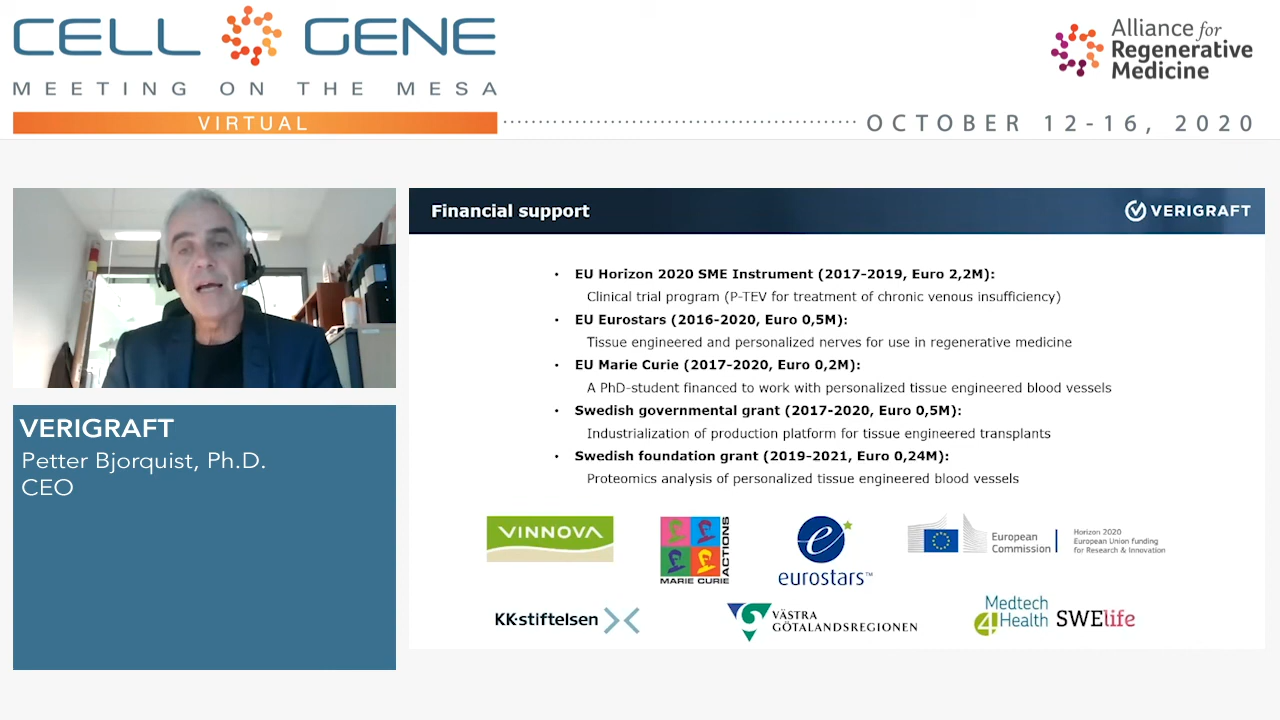 CELL GENE
MEETING ON THE MESA
VIRTUAL
Alliance for
Regenerative
Medicine
OCTOBER 12-16, 2020
VERIGRAFT
Petter Bjorquist, Ph.D.
CEO
Financial support
VERIGRAFT
• EU Horizon 2020 SME Instrument (2017-2019, Euro 2,2M):
Clinical trial program (P-TEV for treatment of chronic venous insufficiency)
• EU Eurostars (2016-2020, Euro 0,5M):
Tissue engineered and personalized nerves for use in regenerative medicine
• EU Marie Curie (2017-2020, Euro 0,2M):
A PhD-student financed to work with personalized tissue engineered blood vessels
• Swedish governmental grant (2017-2020, Euro 0,5M):
Industrialization of production platform for tissue engineered transplants
• Swedish foundation grant (2019-2021, Euro 0,24M):
Proteomics analysis of personalized tissue engineered blood vessels
VINNOVA
MARIE CURIE
ACTIONS
e
eurostars™
European
Commission
Horizon 2020
European Union funding
for Research & Innovation
KK-stiftelsen
VÄSTRA
GÖTALANDSREGIONEN
Medtech
4Health
SWElife